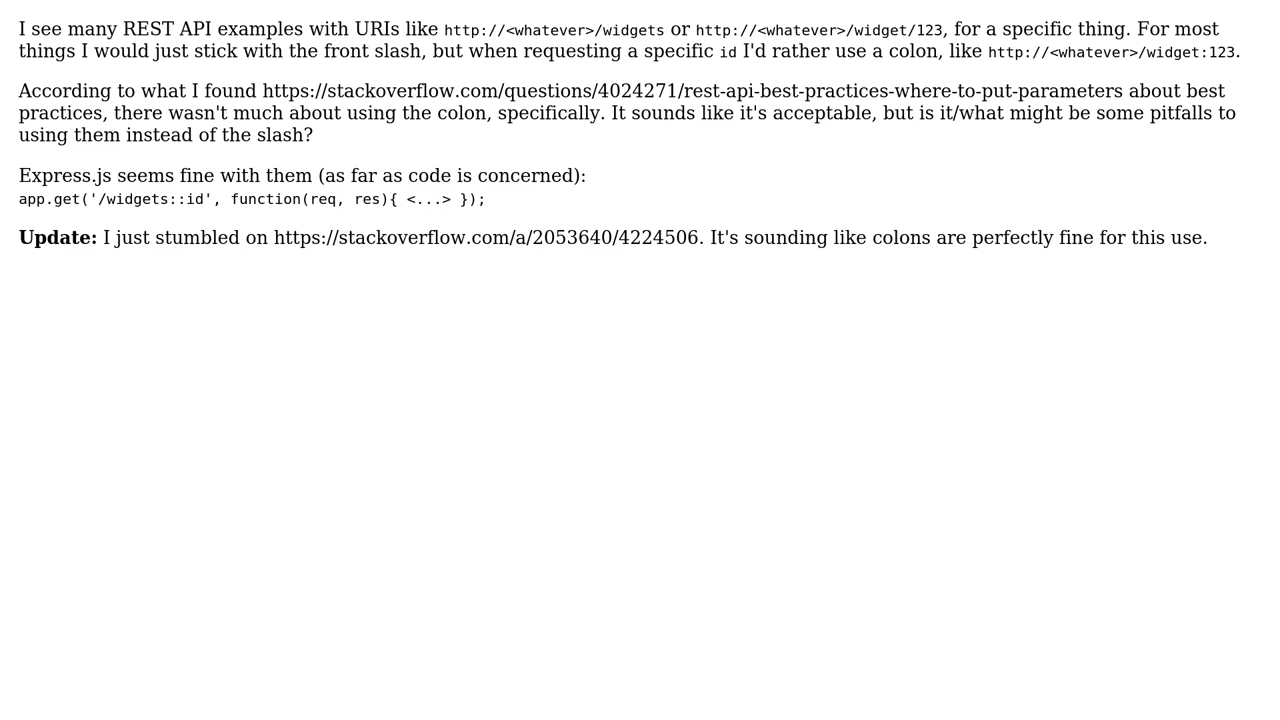 I see many REST API examples with URIs like http://<whatever>/widgets or http://<whatever>/widget/123, for a specific thing. For most
things I would just stick with the front slash, but when requesting a specific id I'd rather use a colon, like http://<whatever>/widget:123.
According to what I found https://stackoverflow.com/questions/4024271/rest-api-best-practices-where-to-put-parameters about best
practices, there wasn't much about using the colon, specifically. It sounds like it's acceptable, but is it/what might be some pitfalls to
using them instead of the slash?
Express.js seems fine with them (as far as code is concerned):
app.get('/widgets::id', function(req, res){ <...> });
Update: I just stumbled on https://stackoverflow.com/a/2053640/4224506. It's sounding like colons are perfectly fine for this use.